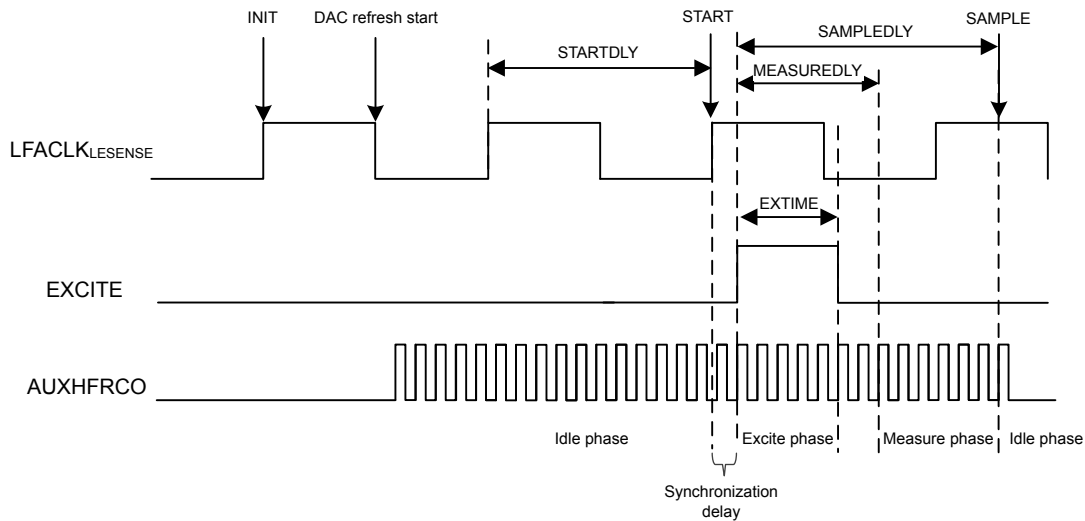 INIT
DAC refresh start
START
SAMPLE
SAMPLEDLY
STARTDLY
MEASUREDLY
LFACLKLESENSE
EXTIME
EXCITE
AUXHFRCO
Idle phase
Excite phase
Measure phase
Idle phase
Synchronization
delay